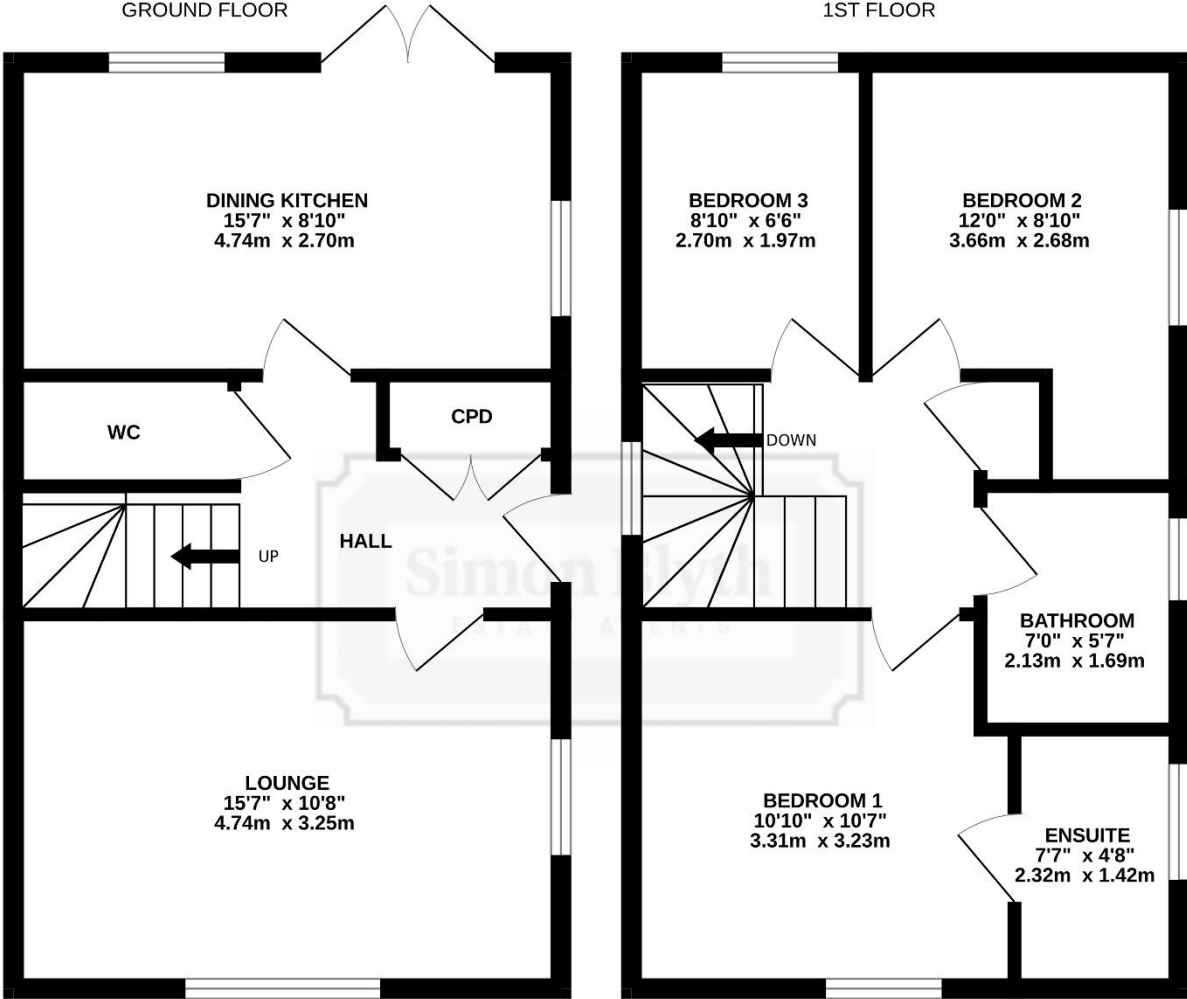 GROUND FLOOR
DINING KITCHEN
15'7" x 8'10"
4.74m x 2.70m
WC
CPD
HALL
UP
LOUNGE
15'7" x 10'8"
4.74m x 3.25m
1ST FLOOR
BEDROOM 3
8'10" x 6'6"
2.70m x 1.97m
BEDROOM 2
12'0" x 8'10"
3.66m x 2.68m
DOWN
BATHROOM
7'0" x 5'7"
2.13m x 1.69m
BEDROOM 1
10'10" x 10'7"
3.31m x 3.23m
ENSUITE
7'7" x 4'8"
2.32m x 1.42m
Simon Blyth
ESTATE AGENTS